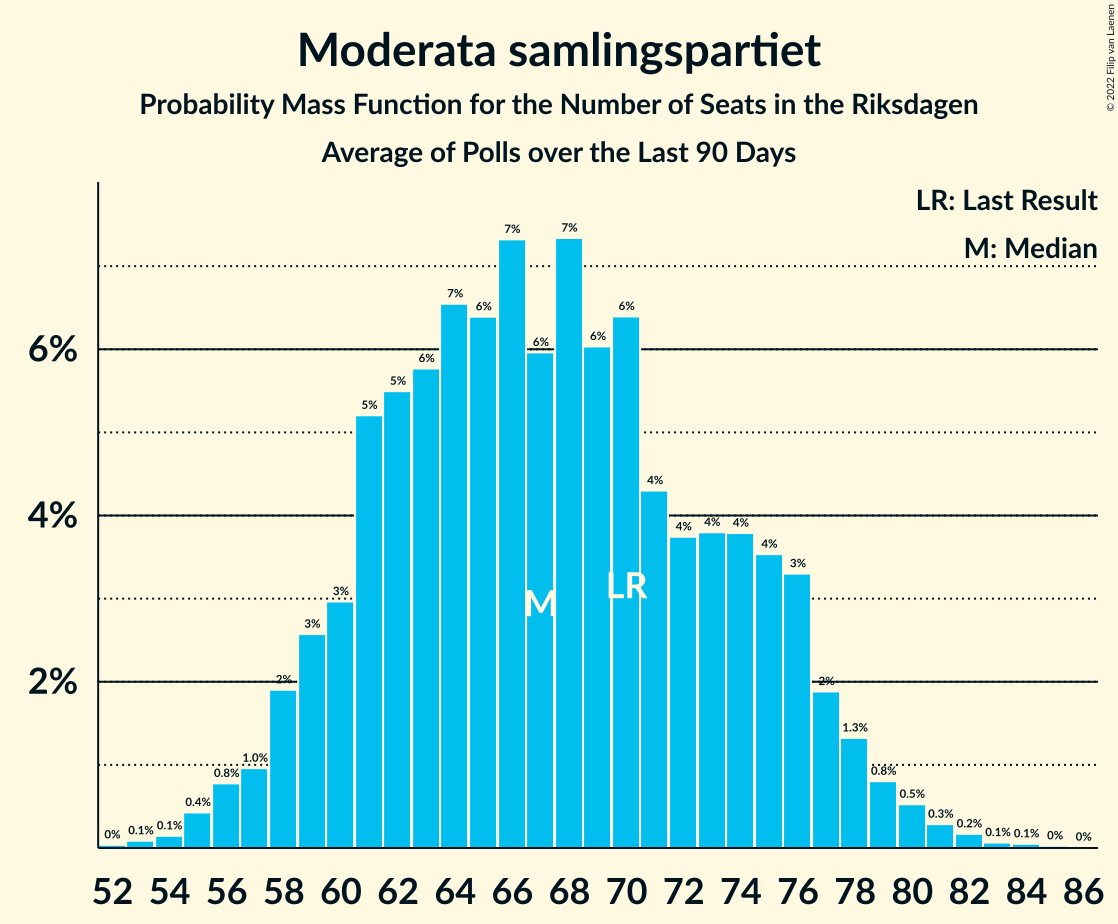 Moderata samlingspartiet
Probability Mass Function for the Number of Seats in the Riksdagen
Average of Polls over the Last 90 Days
© 2022 Filip van Laenen
LR: Last Result
M: Median
6%
4%
2%
0% 0.1% 0.1% 0.4% 0.8% 1.0% 2% 3% 3% 5% 5% 6% 7% 6% 7% 6% 7% 6% 6% 4% 4% 4% 4% 4% 3% 2% 1.3% 0.8% 0.5% 0.3% 0.2% 0.1% 0.1% 0% 0%
M LR
52 54 56 58 60 62 64 66 68 70 72 74 76 78 80 82 84 86